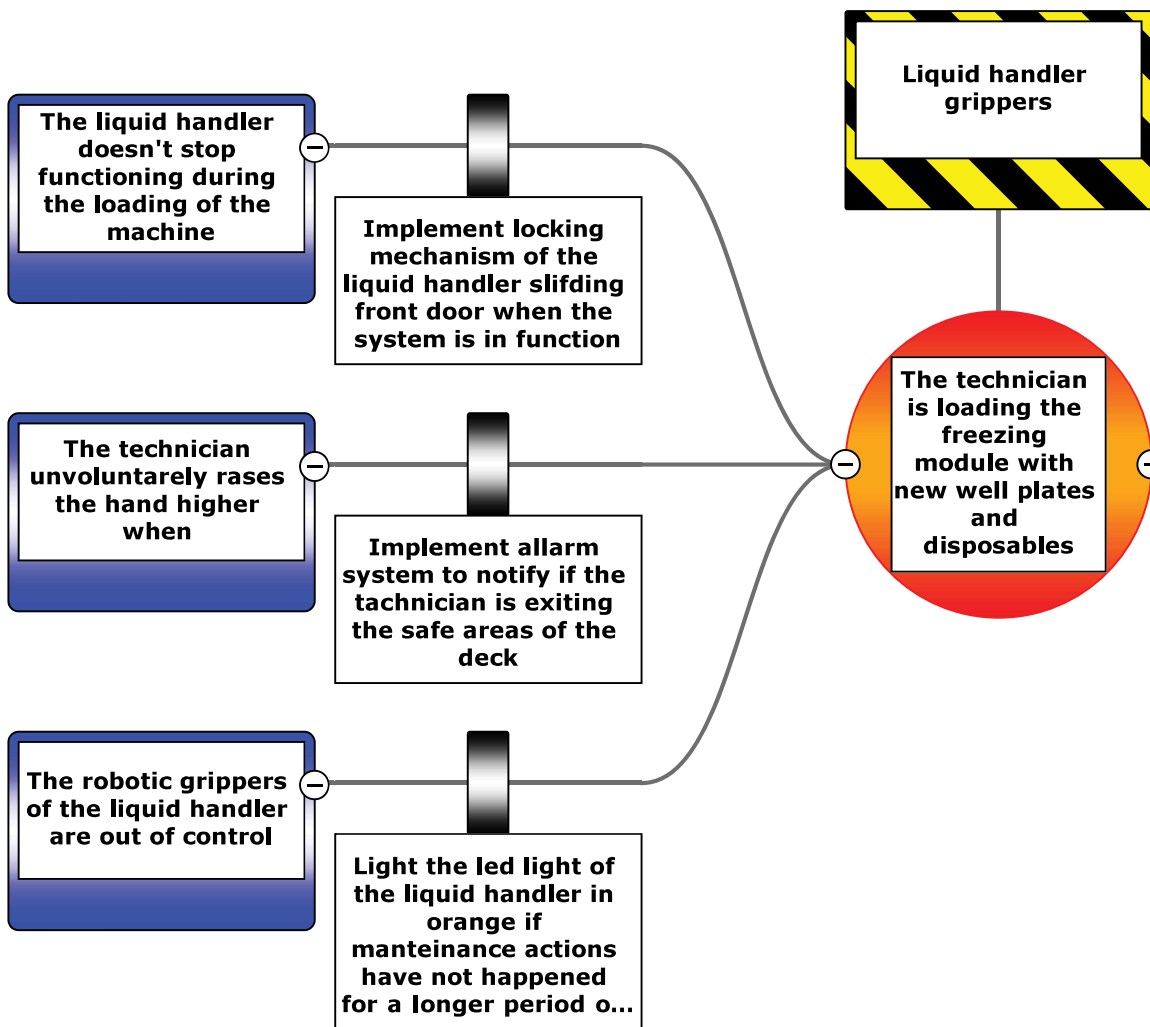 Liquid handler
grippers
The liquid handler
doesn't stop
functioning during
the loading of the
machine
Implement locking
mechanism of the
liquid handler slifding
front door when the
system is in function
The technician
is loading the
freezing
module with
new well plates
and
disposables
The technician
unvoluntarely rases
the hand higher
when
Implement allarm
system to notify if the
tachnician is exiting
the safe areas of the
deck
The robotic grippers
of the liquid handler
are out of control
Light the led light of
the liquid handler in
orange if
manteinance actions
have not happened
for a longer period o...